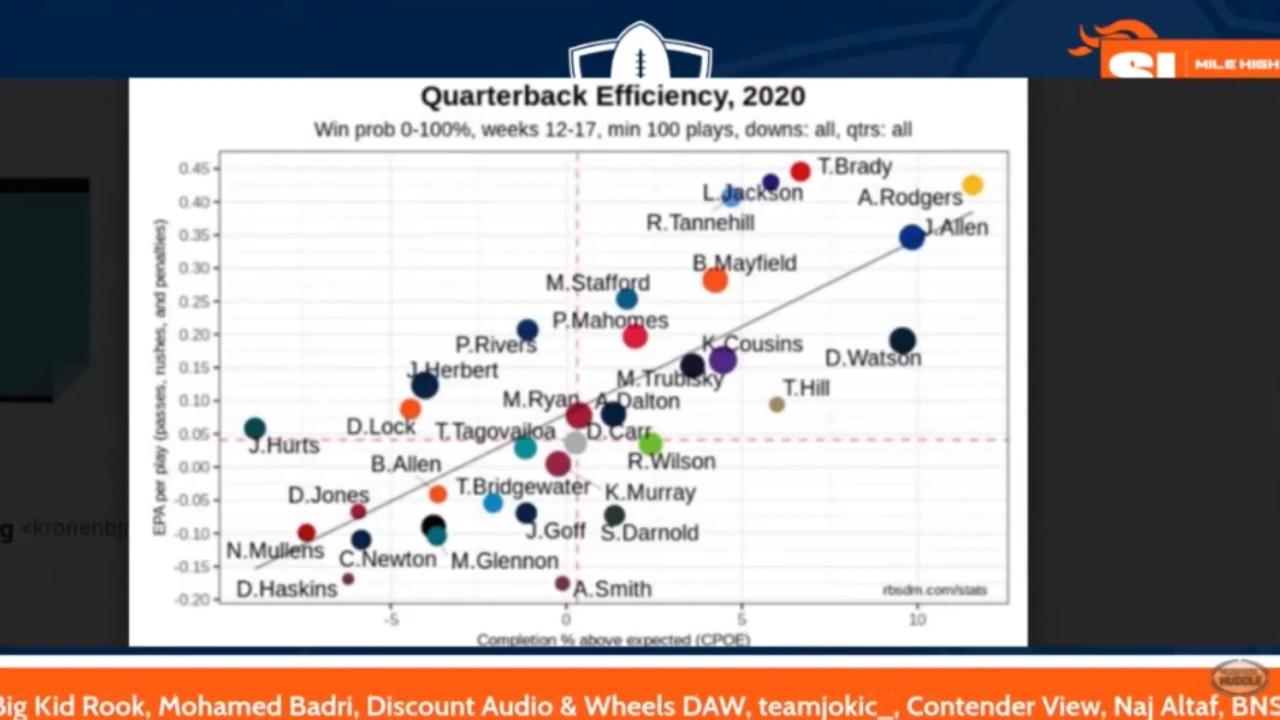 SI MILE HIGH
Quarterback Efficiency, 2020
Win prob 0-100%, weeks 12-17, min 100 plays, downs: all, qtrs: all
EPA per play (passes, rushes, and penalties)
0.45
0.40
0.35
0.30
0.25
0.20
0.15
0.10
0.05
0.00
-0.05
-0.10
-0.15
-0.20
T.Brady
L.Jackson
A.Rodgers
R.Tannehill
J.Allen
B.Mayfield
M.Stafford
P.Mahomes
P.Rivers
K.Cousins
D.Watson
J.Herbert
M.Trubisky
T.Hill
M.Ryan
A.Dalton
D.Lock
T.Tagovailoa
D.Carr
J.Hurts
B.Allen
R.Wilson
D.Jones
T.Bridgewater
K.Murray
J.Goff
S.Darnold
N.Mullens
C.Newton
M.Glennon
D.Haskins
A.Smith
rbsdm.com/stats
-5
0
5
10
Completion % above expected (CPOE)
g <kronenbj
HUDDLE
Big Kid Rook, Mohamed Badri, Discount Audio & Wheels DAW, teamjokic_, Contender View, Naj Altaf, BNS